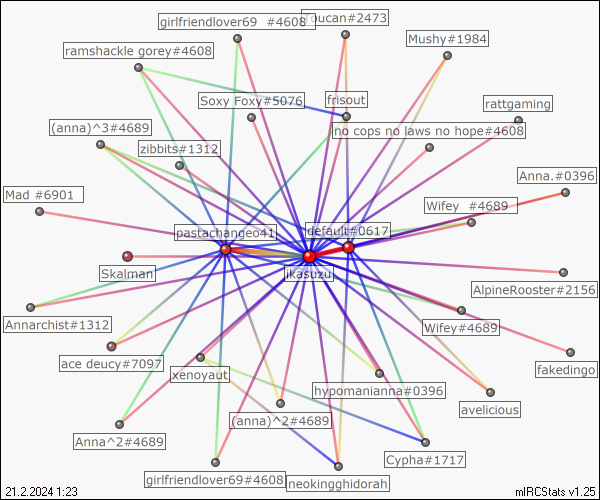 girlfriendlover69 #4608
Toucan#2473
Mushy#1984
ramshackle gorey#4608
Soxy Foxy#5076
frisout
rattgaming
(anna)^3#4689
zibbits#1312
no cops no laws no hope#4608
Anna.#0396
Mad #6901
Wifey #4689
pastachangeo41
default#0617
Skalman
jkasuzu
AlpineRooster#2156
Annarchist#1312
Wifey#4689
ace deucy#7097
xenoyaut
fakedingo
hypomanianna#0396
avelicious
(anna)^2#4689
Anna^2#4689
Cypha#1717
girlfriendlover69#4608
neokingghidorah
21.2.2024 1:23
mIRCStats v1.25